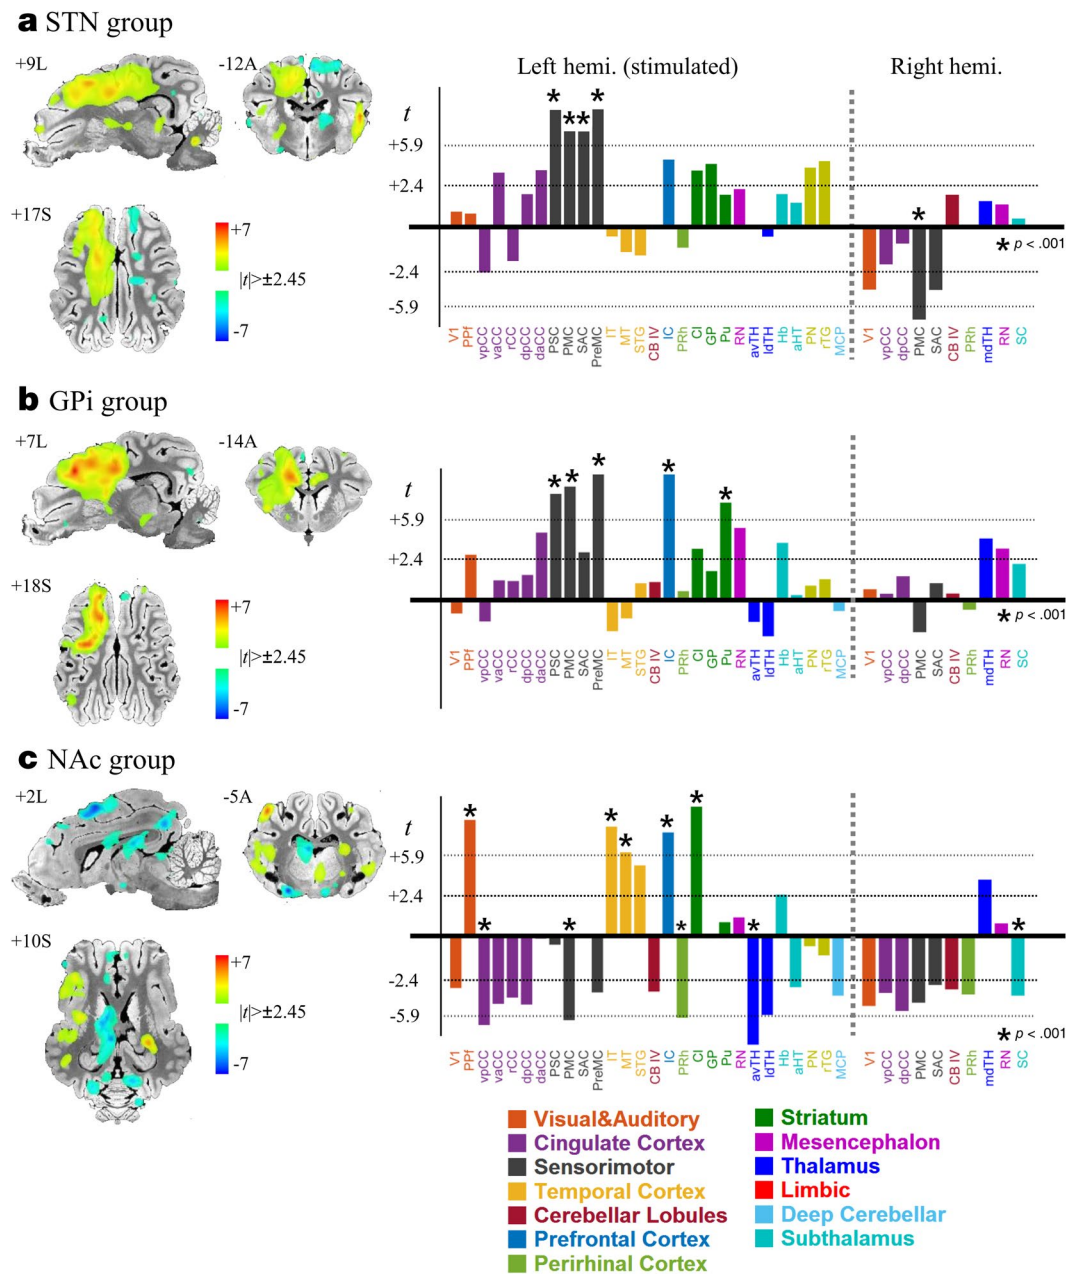 a STN group
+9L
-12A
+17S
+7
|t|>±2.45
-7
Left hemi. (stimulated)
Right hemi.
t
+5.9
+2.4
-2.4
-5.9
* * * * *
*
* p < .001
V1 PPf vpCC vaCC rCC dpCC daCC PSC PMC SAC PreMC IT MT STG CB IV IC PRh Cl GP Pu RN avTH ldTH Hb aHT PN rTG MCP
V1 vpCC dpCC PMC SAC CB IV PRh mdTH RN SC
b GPi group
+7L
-14A
+18S
+7
|t|>±2.45
-7
t
+5.9
+2.4
* * * * *
* p < .001
V1 PPf vpCC vaCC rCC dpCC daCC PSC PMC SAC PreMC IT MT STG CB IV IC PRh Cl GP Pu RN avTH ldTH Hb aHT PN rTG MCP
V1 vpCC dpCC PMC SAC CB IV PRh mdTH RN SC
c NAc group
+2L
-5A
+10S
+7
|t|>±2.45
-7
t
+5.9
+2.4
-2.4
-5.9
* * * * * * * * *
*
* p < .001
V1 PPf vpCC vaCC rCC dpCC daCC PSC PMC SAC PreMC IT MT STG CB IV IC PRh Cl GP Pu RN avTH ldTH Hb aHT PN rTG MCP
V1 vpCC dpCC PMC SAC CB IV PRh mdTH RN SC
Visual&Auditory
Cingulate Cortex
Sensorimotor
Temporal Cortex
Cerebellar Lobules
Prefrontal Cortex
Perirhinal Cortex
Striatum
Mesencephalon
Thalamus
Limbic
Deep Cerebellar
Subthalamus